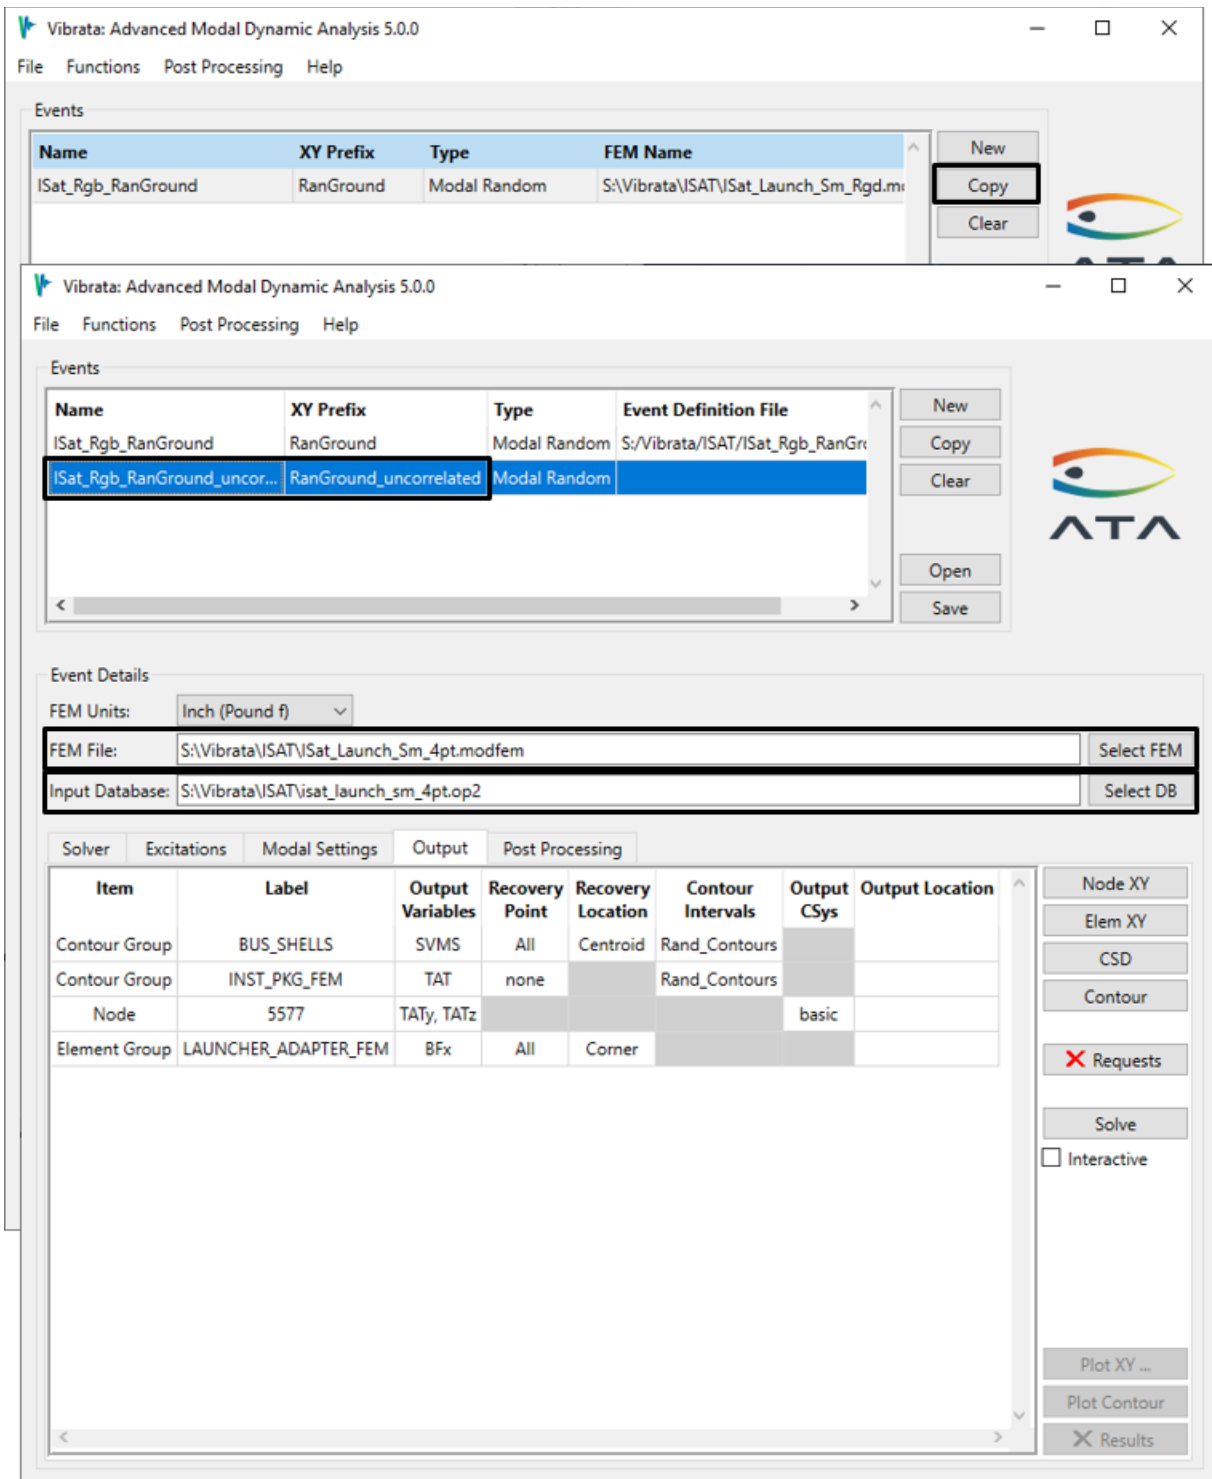 Vibrata: Advanced Modal Dynamic Analysis 5.0.0
File Functions Post Processing Help
Events
Name XY Prefix Type FEM Name
ISat_Rgb_RanGround RanGround Modal Random S:\Vibrata\ISAT\ISat_Launch_Sm_Rgd.m
New
Copy
Clear
Vibrata: Advanced Modal Dynamic Analysis 5.0.0
File Functions Post Processing Help
Events
Name XY Prefix Type Event Definition File
ISat_Rgb_RanGround RanGround Modal Random S:/Vibrata/ISAT/ISat_Rgb_RanGr
ISat_Rgb_RanGround_uncor... RanGround_uncorrelated Modal Random
New
Copy
Clear
Open
Save
ATA
Event Details
FEM Units: Inch (Pound f)
FEM File: S:\Vibrata\ISAT\ISat_Launch_Sm_4pt.modfem Select FEM
Input Database: S:\Vibrata\ISAT\isat_launch_sm_4pt.op2 Select DB
Solver Excitations Modal Settings Output Post Processing
Item Label Output Variables Recovery Point Recovery Location Contour Intervals Output CSys Output Location
Contour Group BUS_SHELLS SVMS All Centroid Rand_Contours
Contour Group INST_PKG_FEM TAT none Rand_Contours
Node 5577 TATy, TATz basic
Element Group LAUNCHER_ADAPTER_FEM BFx All Corner
Node XY
Elem XY
CSD
Contour
Requests
Solve
Interactive
Plot XY ...
Plot Contour
Results